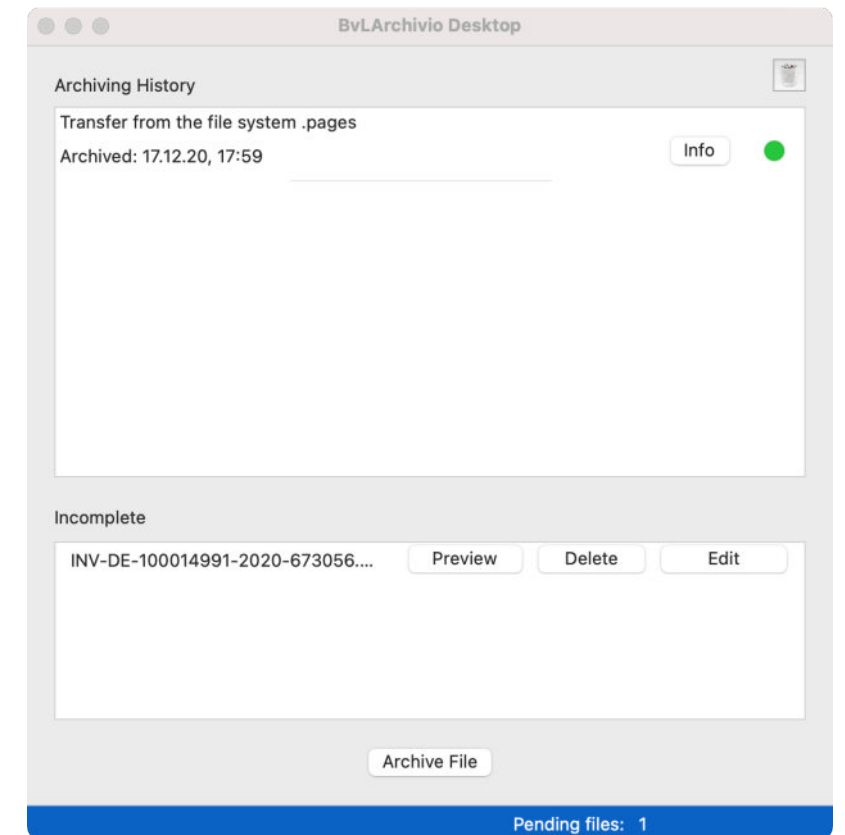 BvLArchivio Desktop
Archiving History
Transfer from the file system .pages
Archived: 17.12.20, 17:59
Info
Incomplete
INV-DE-100014991-2020-673056.... Preview Delete Edit
Archive File
Pending files: 1